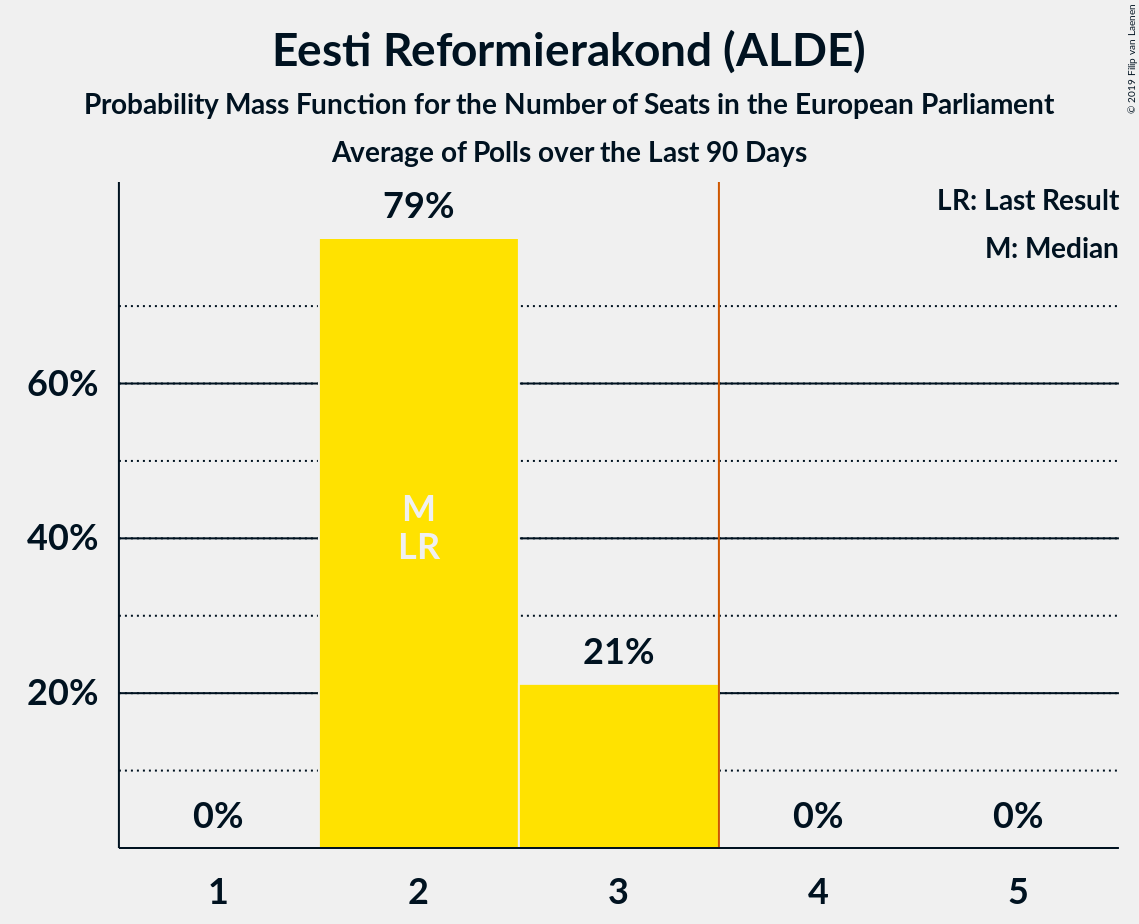 Eesti Reformierakond (ALDE)
Probability Mass Function for the Number of Seats in the European Parliament
Average of Polls over the Last 90 Days
© 2019 Filip van Laenen
LR: Last Result
M: Median
79%
60%
M
LR
40%
21%
20%
0%
0%
0%
1
2
3
4
5